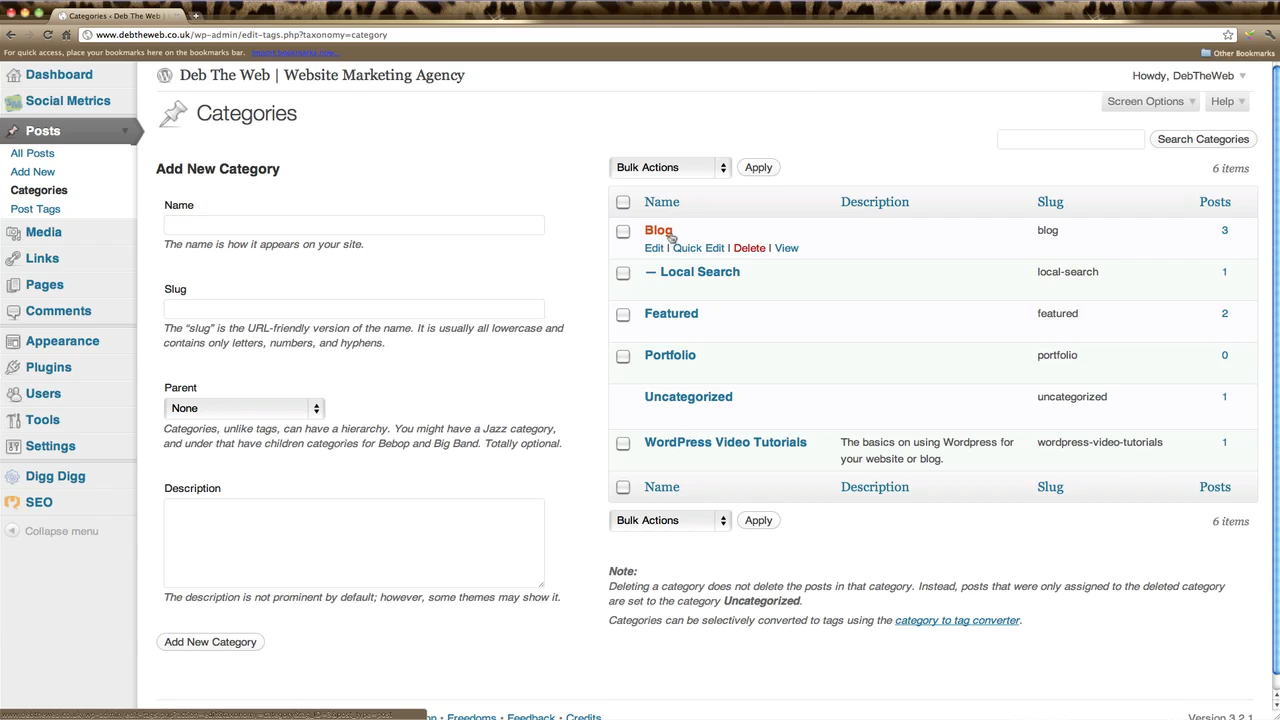 Categories ‹ Deb The Web |
www.debtheweb.co.uk/wp-admin/edit-tags.php?taxonomy=category
For quick access, place your bookmarks here on the bookmarks bar. Import bookmarks now...
Other Bookmarks
Deb The Web | Website Marketing Agency
Howdy, DebTheWeb
Screen Options
Help
Dashboard
Social Metrics
Posts
All Posts
Add New
Categories
Post Tags
Media
Links
Pages
Comments
Appearance
Plugins
Users
Tools
Settings
Digg Digg
SEO
Collapse menu
Categories
Search Categories
Add New Category
Name
The name is how it appears on your site.
Slug
The “slug” is the URL-friendly version of the name. It is usually all lowercase and
contains only letters, numbers, and hyphens.
Parent
None
Categories, unlike tags, can have a hierarchy. You might have a Jazz category,
and under that have children categories for Bebop and Big Band. Totally optional.
Description
The description is not prominent by default; however, some themes may show it.
Add New Category
Bulk Actions Apply 6 items
Name Description Slug Posts
Blog blog 3
Edit | Quick Edit | Delete | View
— Local Search local-search 1
Featured featured 2
Portfolio portfolio 0
Uncategorized uncategorized 1
WordPress Video Tutorials The basics on using Wordpress for wordpress-video-tutorials 1
your website or blog.
Name Description Slug Posts
Bulk Actions Apply 6 items
Note:
Deleting a category does not delete the posts in that category. Instead, posts that were only assigned to the deleted category
are set to the category Uncategorized.
Categories can be selectively converted to tags using the category to tag converter.
• Freedoms • Feedback • Credits
Version 3.2.1